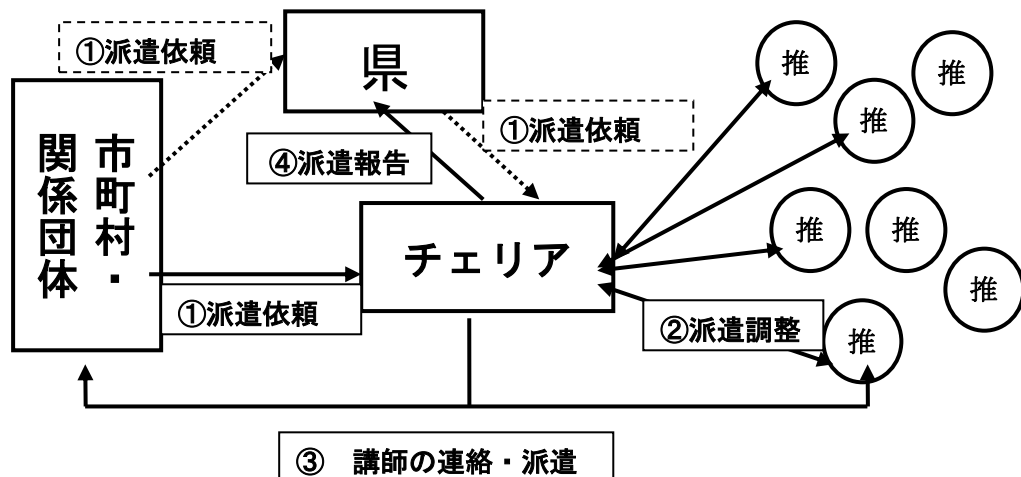 ①派遣依頼
県
推
推
推
市町村・
関係団体
④派遣報告
①派遣依頼
チェリア
推
推
推
①派遣依頼
②派遣調整
推
③　講師の連絡・派遣